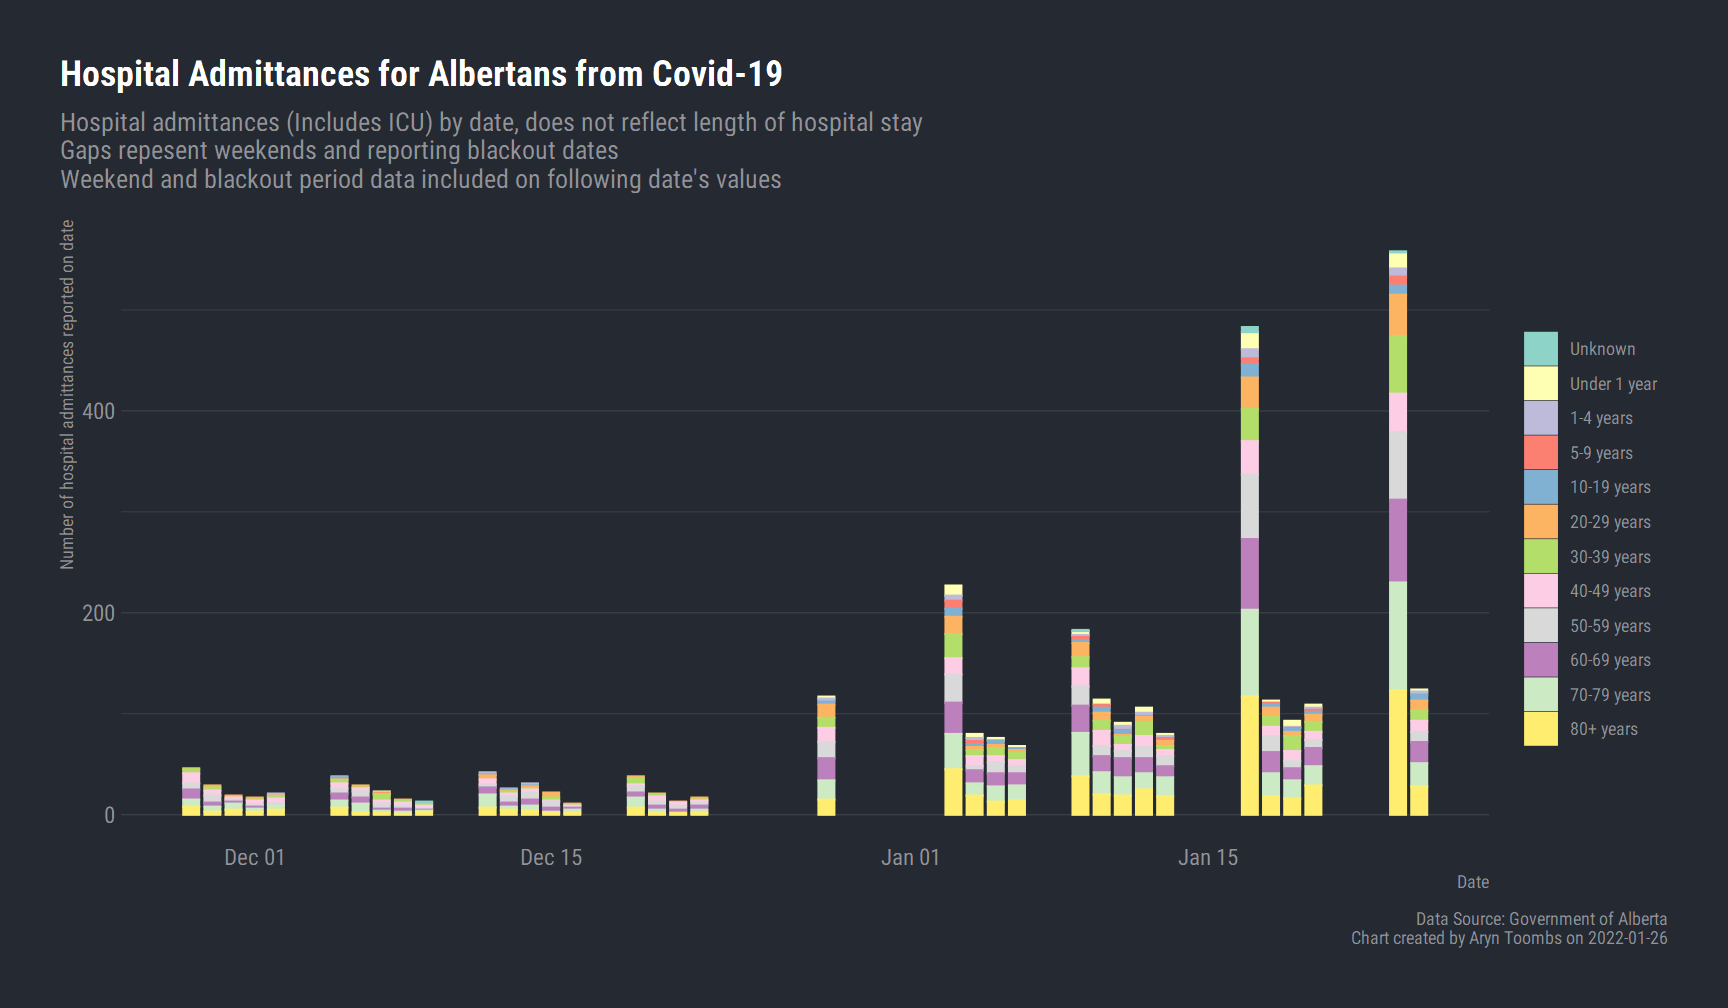 Hospital Admittances for Albertans from Covid-19
Hospital admittances (Includes ICU) by date, does not reflect length of hospital stay
Gaps repesent weekends and reporting blackout dates
Weekend and blackout period data included on following date's values
Number of hospital admittances reported on date
400
200
0
Dec 01
Dec 15
Jan 01
Jan 15
Date
Unknown
Under 1 year
1-4 years
5-9 years
10-19 years
20-29 years
30-39 years
40-49 years
50-59 years
60-69 years
70-79 years
80+ years
Data Source: Government of Alberta
Chart created by Aryn Toombs on 2022-01-26